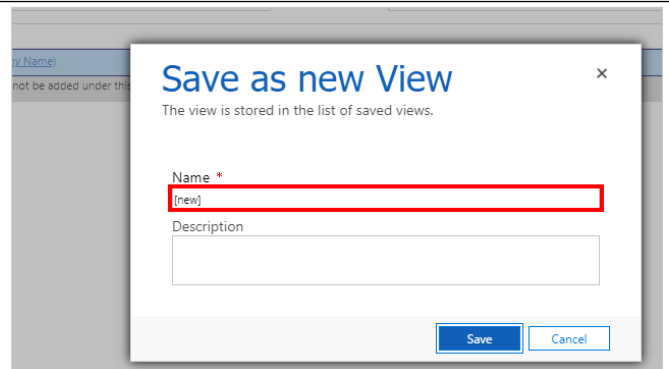 ny Name)
not be added under this
Save as new View
The view is stored in the list of saved views.
Name *
[new]
Description
Save
Cancel